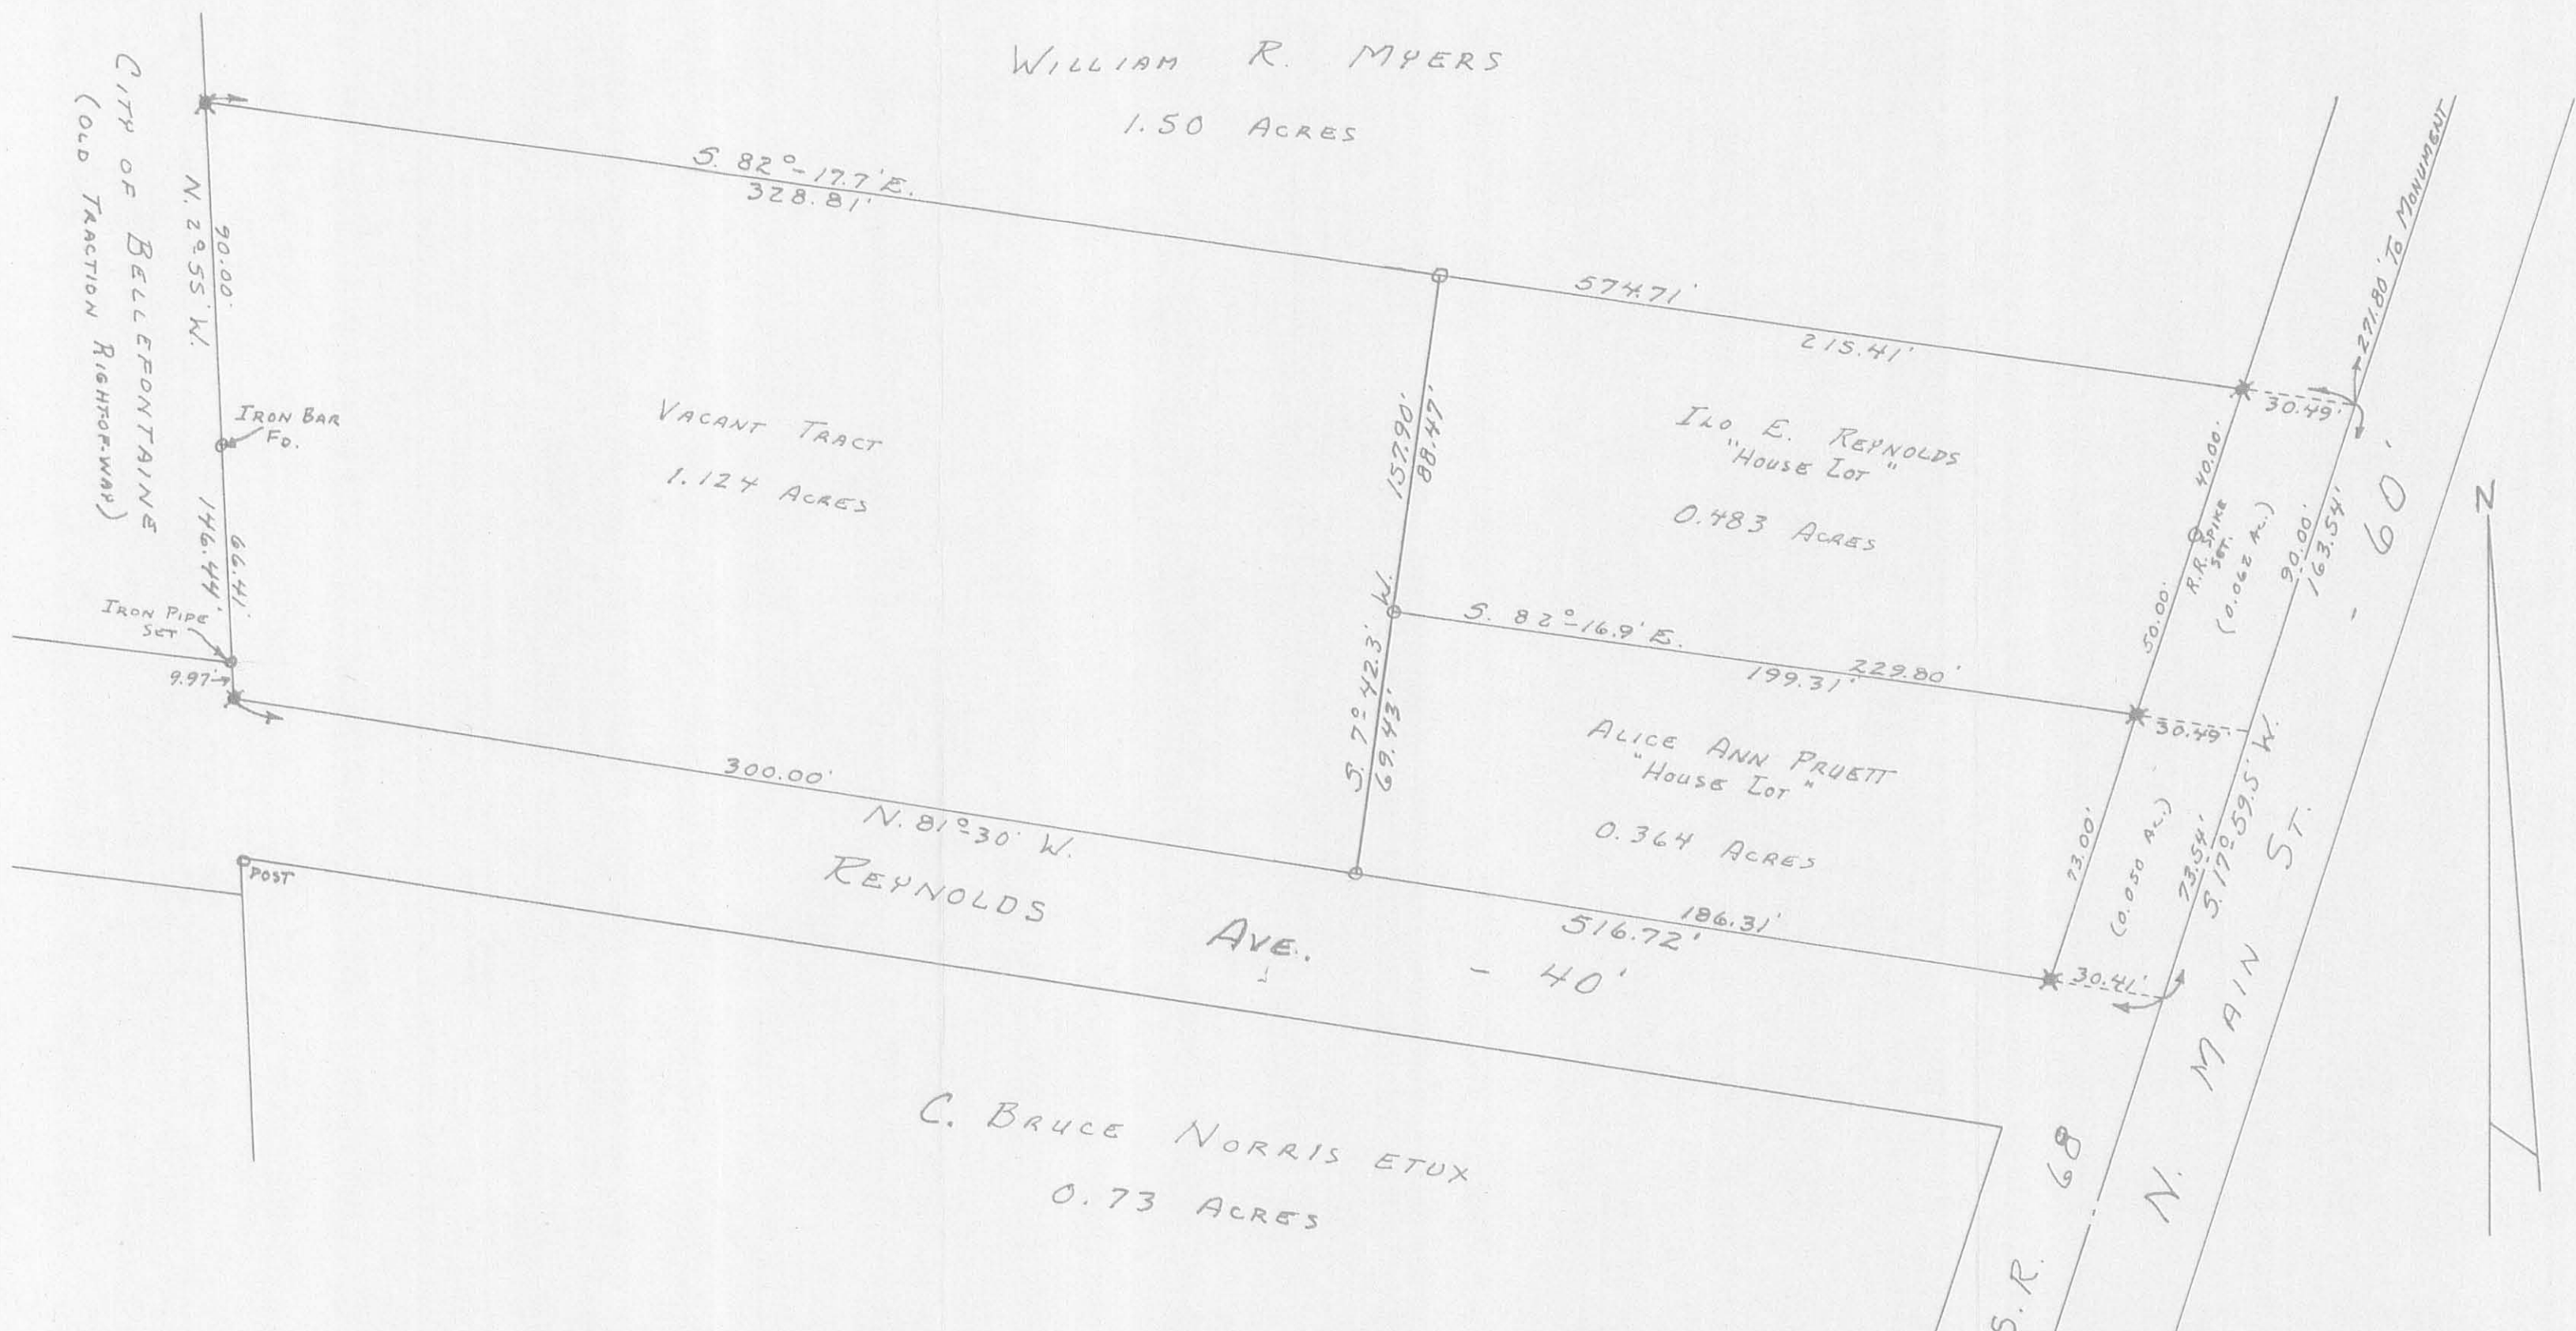 WILLIAM R. MYERS
1.50 ACRES
CITY OF BELLEFONTAINE
(OLD TRACTION RIGHT-OF-WAY)
N. 2°-55' W.
90.00'
S. 82°-17.7' E.
328.81'
574.71'
215.41'
271.80' TO MONUMENT
30.49'
IRON BAR
FD.
VACANT TRACT
1.124 ACRES
157.90'
88.47'
ILO E. REYNOLDS
"HOUSE LOT"
0.483 ACRES
40.00'
R.R. SPIKE
SET.
(0.062 AC.)
90.00'
163.54'
- 60'
N
146.44'
66.41'
IRON PIPE
SET
9.97'
50.00'
S. 82°-16.9' E.
229.80'
199.31'
30.49'
S. 7°-42.3' W.
69.43'
ALICE ANN PRUETT
"HOUSE LOT"
0.364 ACRES
73.00'
(0.050 AC.)
73.54'
S. 17°-59.5' W.
300.00'
N. 81°-30' W.
186.31'
516.72'
30.41'
POST
REYNOLDS AVE. - 40'
N. MAIN ST.
S.R. 68
C. BRUCE NORRIS ETUX
0.73 ACRES